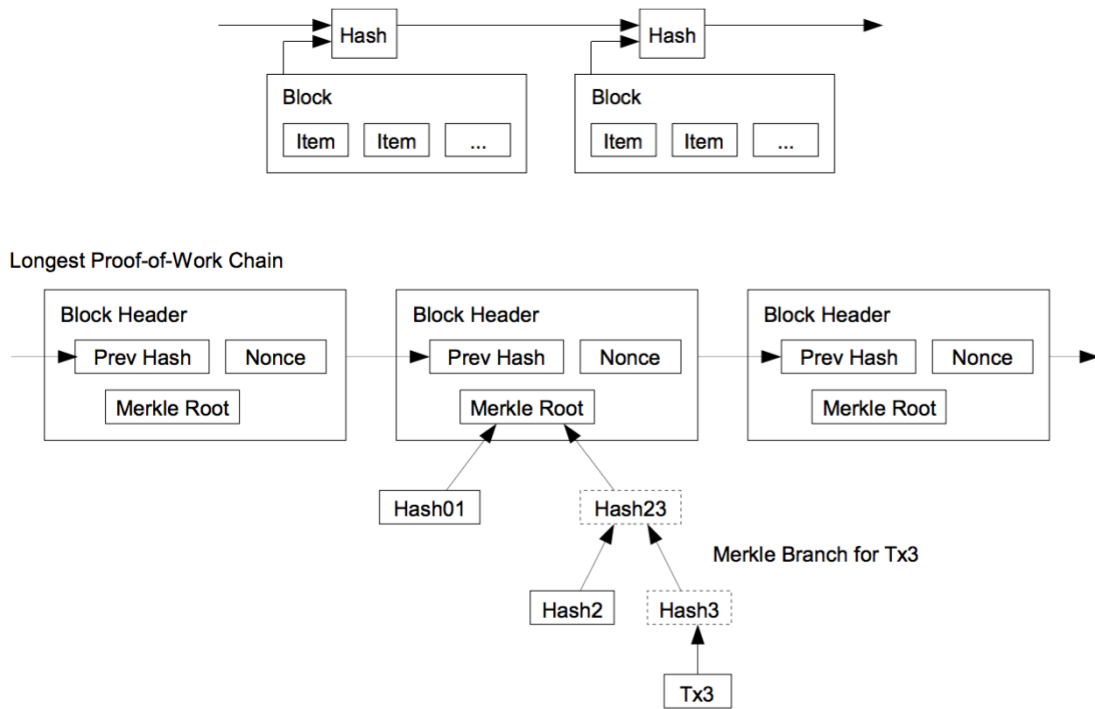 Hash Hash
Block Block
Item Item ... Item Item ...
Longest Proof-of-Work Chain
Block Header Block Header Block Header
Prev Hash Nonce Prev Hash Nonce Prev Hash Nonce
Merkle Root Merkle Root Merkle Root
Hash01 Hash23
Merkle Branch for Tx3
Hash2 Hash3
Tx3